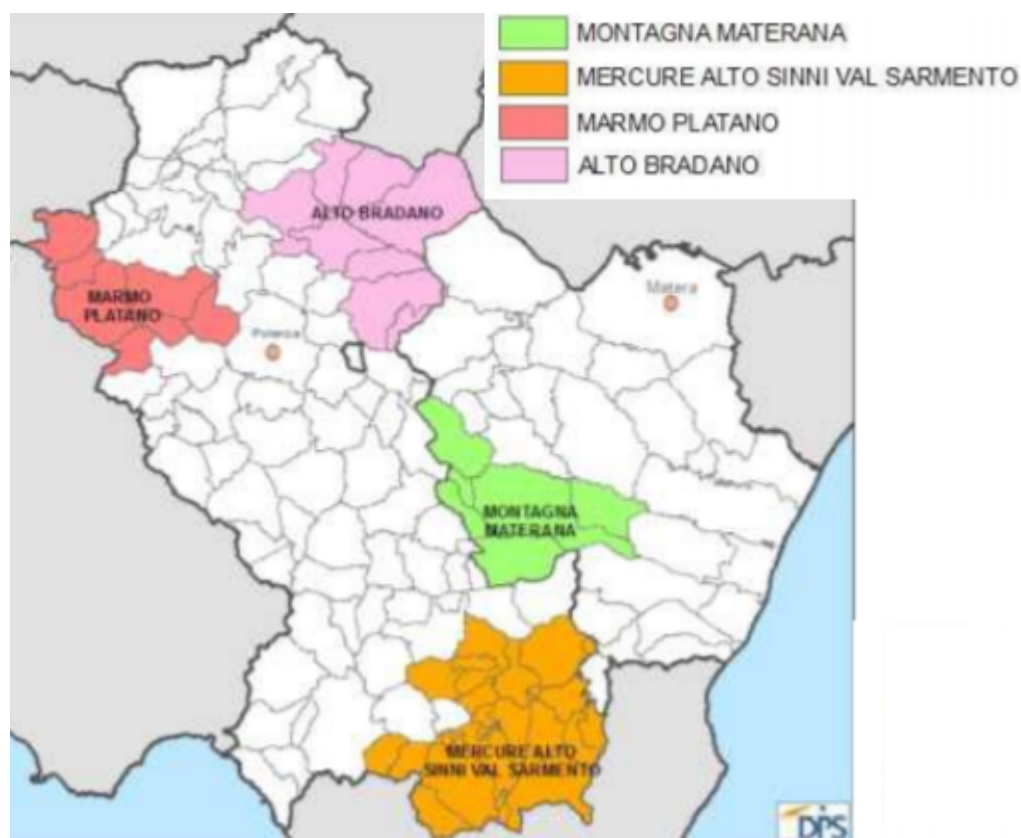 MONTAGNA MATERANA
MERCURE ALTO SINNI VAL SARMENTO
MARMO PLATANO
ALTO BRADANO
ALTO BRADANO
MARMO
PLATANO
Matera
Potenza
MONTAGNA
MATERANA
MERCURE ALTO
SINNI VAL SARMENTO
DPS